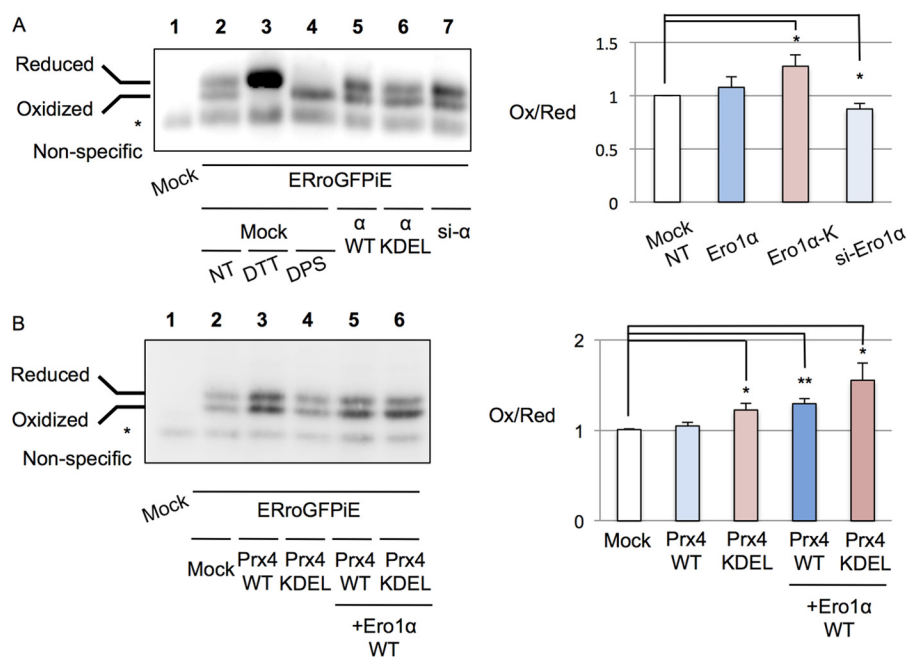 A
1 2 3 4 5 6 7
Reduced
Oxidized
*
Non-specific
Mock
ERroGFPiE
Mock
α
WT
α
KDEL
si-α
NT
DTT
DPS
Ox/Red
1.5
1
0.5
0
*
*
Mock
NT
Ero1α
Ero1α-K
si-Ero1α
B
1 2 3 4 5 6
Reduced
Oxidized
*
Non-specific
Mock
ERroGFPiE
Mock
Prx4
WT
Prx4
KDEL
Prx4
WT
Prx4
KDEL
+Ero1α
WT
Ox/Red
2
1
0
*
**
*
Mock
Prx4
WT
Prx4
KDEL
Prx4
WT
Prx4
KDEL
+Ero1α
WT